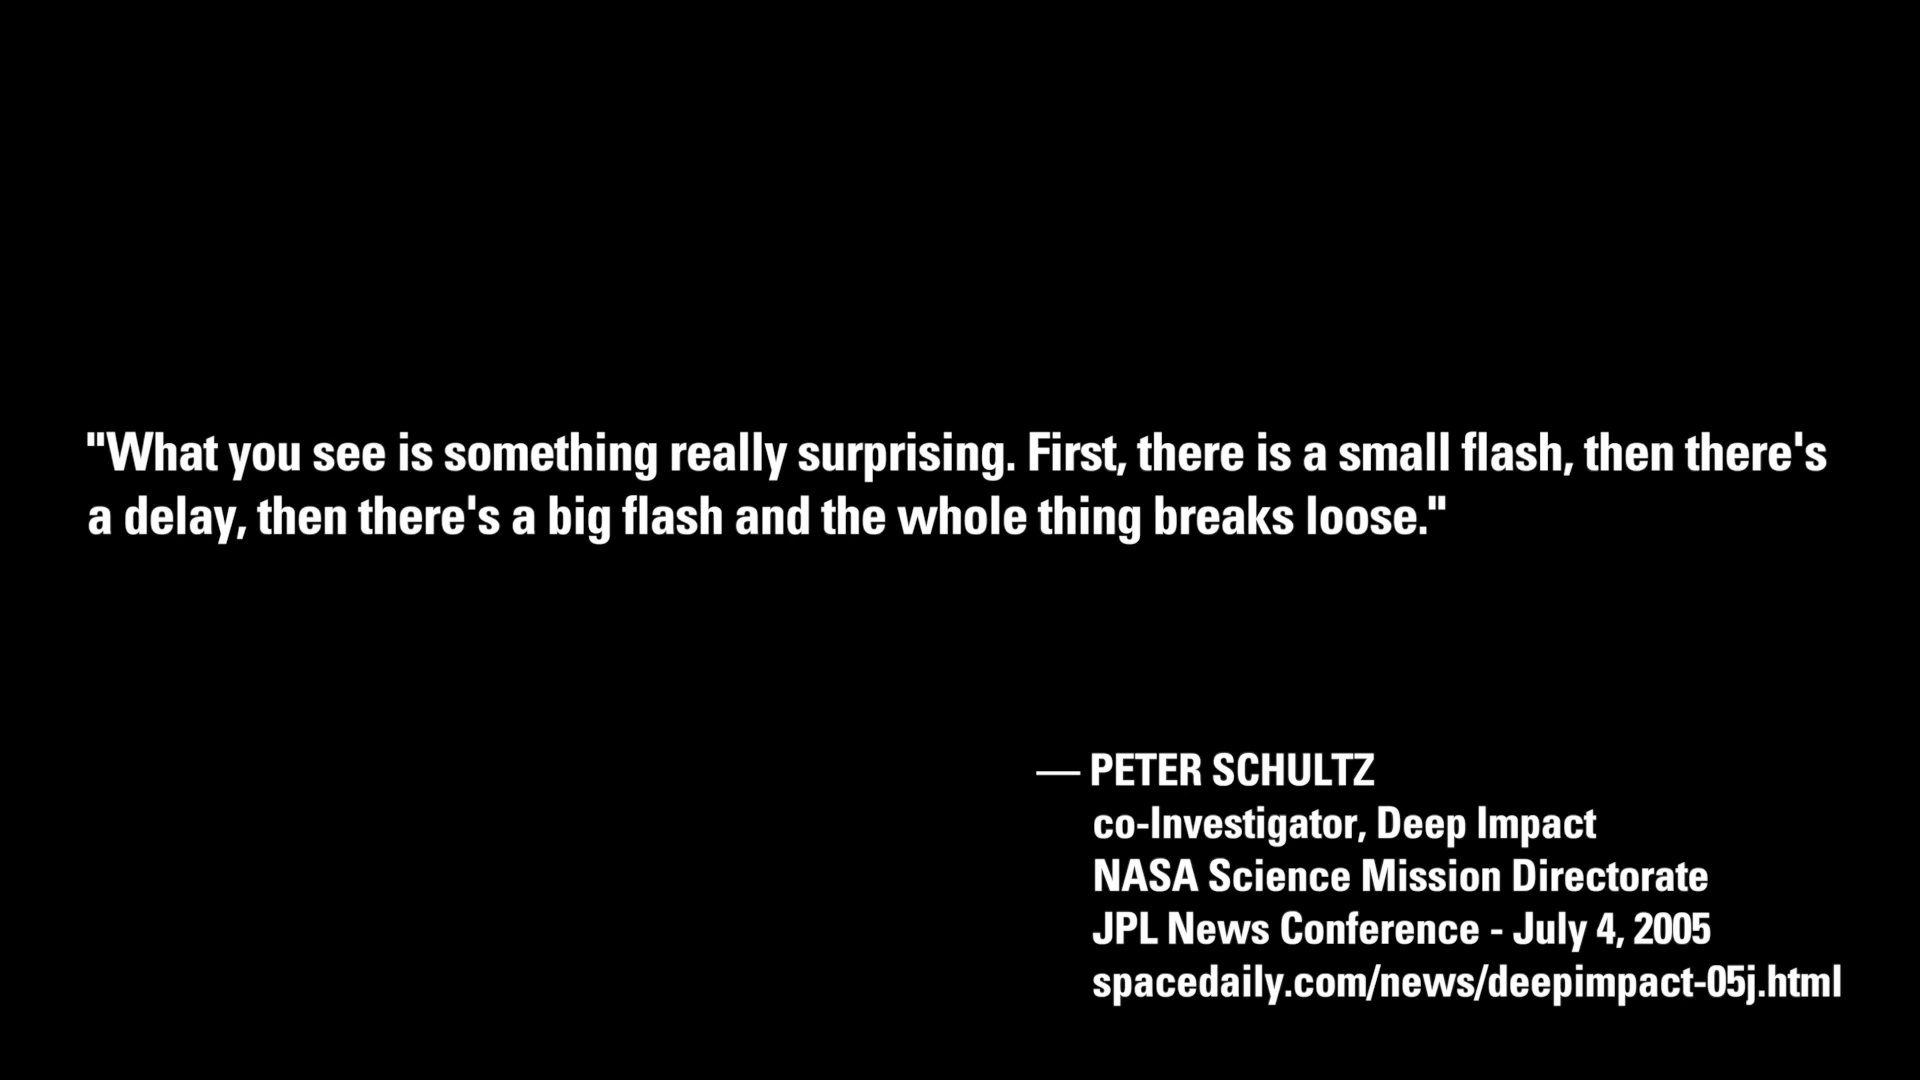 "What you see is something really surprising. First, there is a small flash, then there's
a delay, then there's a big flash and the whole thing breaks loose."
— PETER SCHULTZ
co-Investigator, Deep Impact
NASA Science Mission Directorate
JPL News Conference - July 4, 2005
spacedaily.com/news/deepimpact-05j.html